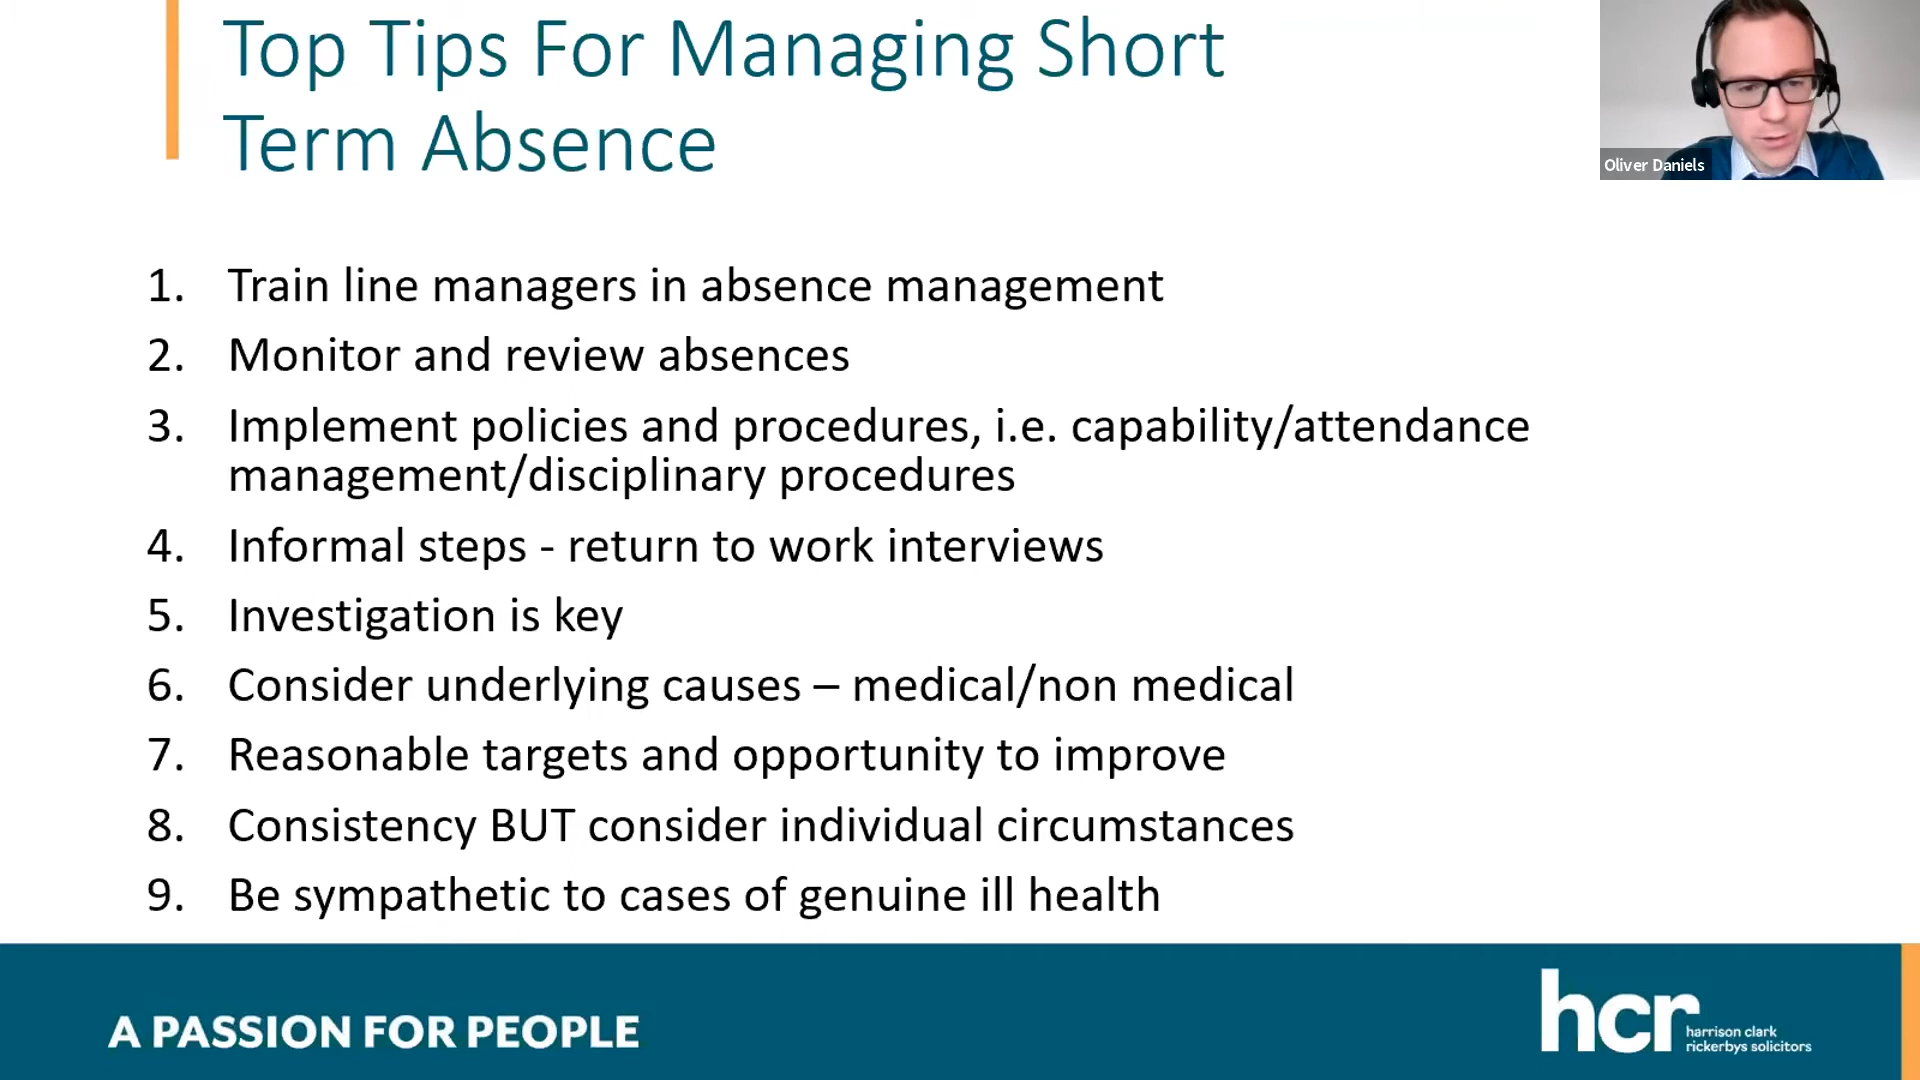 Top Tips For Managing Short
Term Absence
Oliver Daniels
1. Train line managers in absence management
2. Monitor and review absences
3. Implement policies and procedures, i.e. capability/attendance
management/disciplinary procedures
4. Informal steps - return to work interviews
5. Investigation is key
6. Consider underlying causes – medical/non medical
7. Reasonable targets and opportunity to improve
8. Consistency BUT consider individual circumstances
9. Be sympathetic to cases of genuine ill health
A PASSION FOR PEOPLE
hcr
harrison clark
rickerbys solicitors